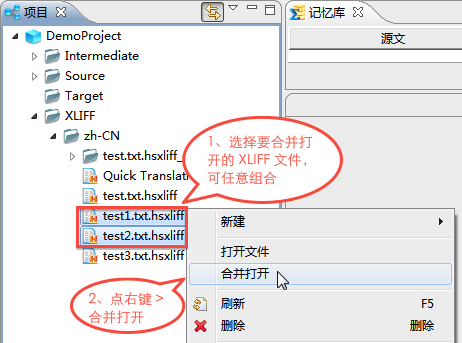 项目
记忆库
DemoProject
源文
Intermediate
Source
Target
XLIFF
zh-CN
test.txt.hsxliff_
Quick Translati
test.txt.hsxliff
test1.txt.hsxliff
test2.txt.hsxliff
test3.txt.hsxliff
1、选择要合并打
开的 XLIFF 文件，
可任意组合
新建
打开文件
合并打开
刷新 F5
删除 删除
2、点右键 >
合并打开